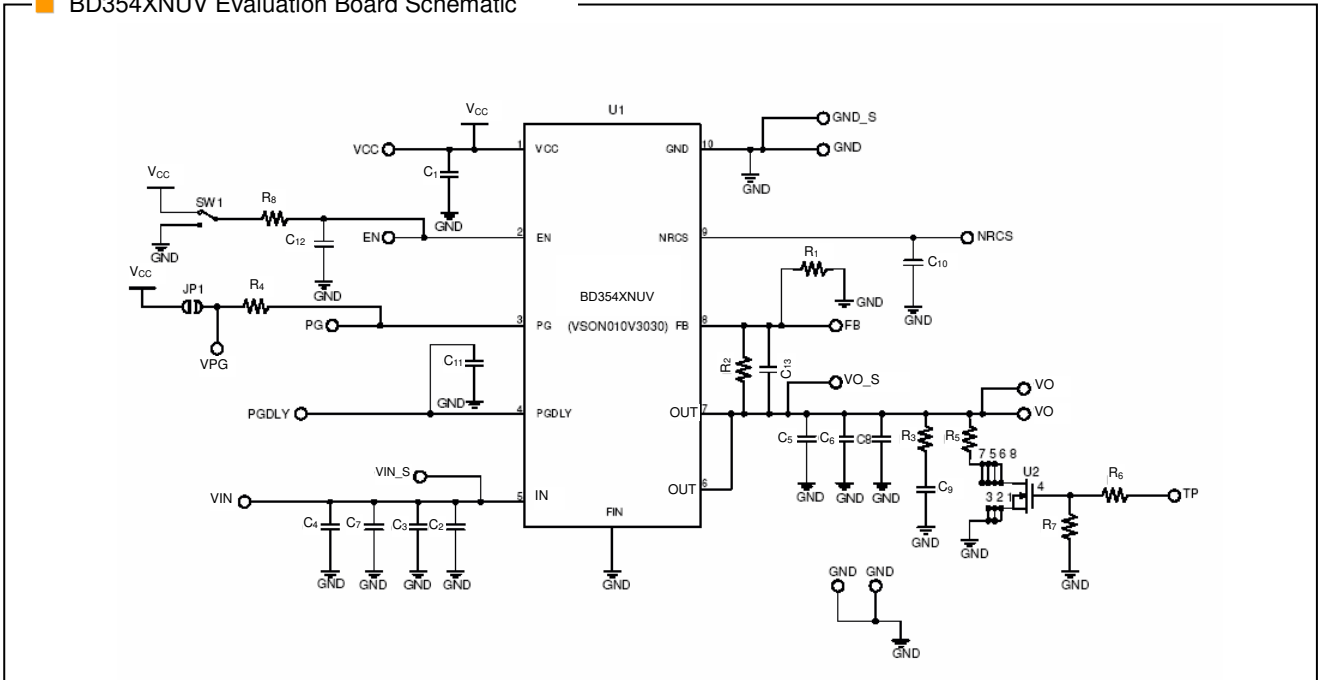 BD354XNUV Evaluation Board Schematic
U1
VCC
VCC
1
VCC
C1
GND
GND
10
GND_S
GND
GND
VCC
SW1
R8
C12
GND
GND
EN
2
EN
NRCS
9
NRCS
C10
GND
VCC
JP1
R4
VPG
PG
3
PG
BD354XNUV
(VSON010V3030)
FB
8
R1
GND
FB
R2
C13
VO_S
C11
GND
PGDLY
4
PGDLY
OUT
7
VO
VO
C5
C6
C8
GND
GND
GND
R3
C9
GND
R5
7 5 6 8
U2
4
3 2 1
GND
R6
TP
R7
GND
VIN_S
VIN
5
IN
OUT
6
C4
C7
C3
C2
GND
GND
GND
GND
FIN
GND
GND
GND
GND